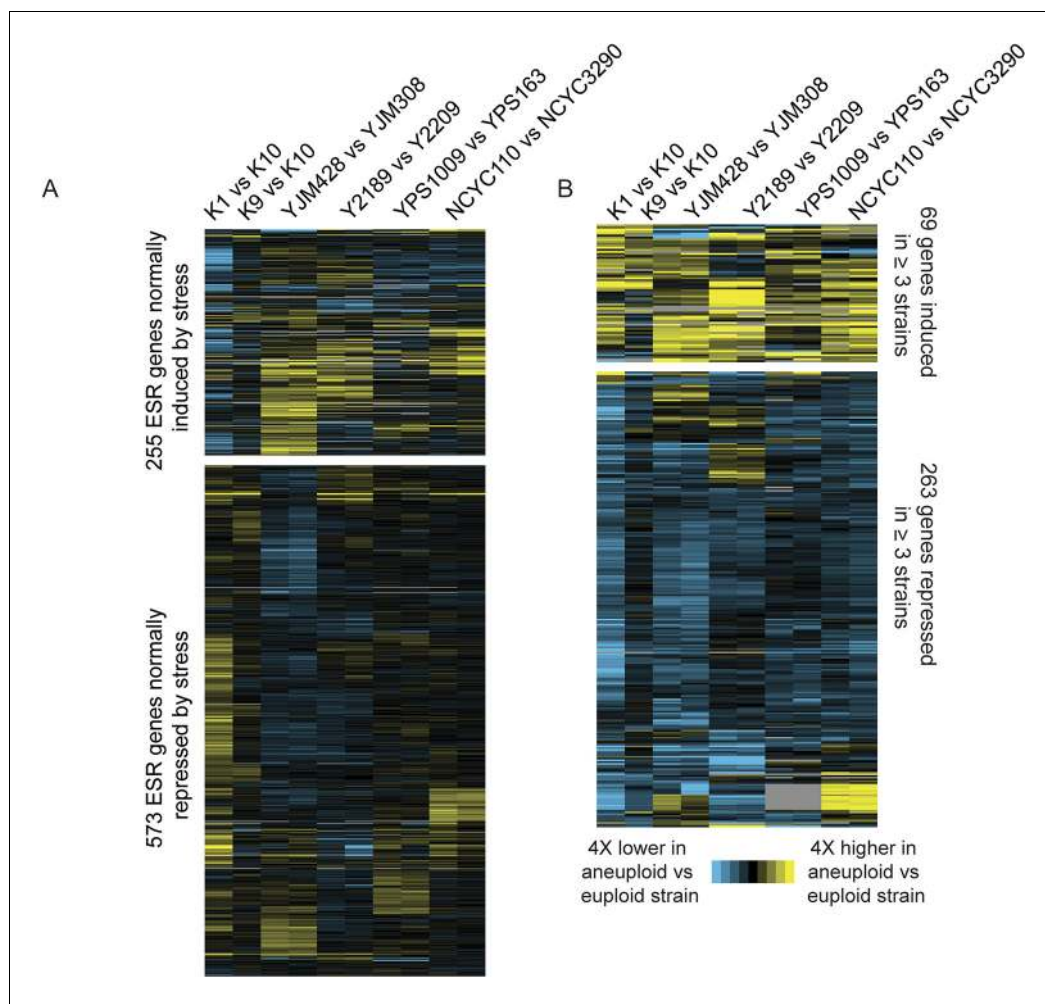 A
K1 vs K10
K9 vs K10
YJM428 vs YJM308
Y2189 vs Y2209
YPS1009 vs YPS163
NCYC110 vs NCYC3290
255 ESR genes normally
induced by stress
573 ESR genes normally
repressed by stress
B
K1 vs K10
K9 vs K10
YJM428 vs YJM308
Y2189 vs Y2209
YPS1009 vs YPS163
NCYC110 vs NCYC3290
69 genes induced
in ≥ 3 strains
263 genes repressed
in ≥ 3 strains
4X lower in
aneuploid vs
euploid strain
4X higher in
aneuploid vs
euploid strain